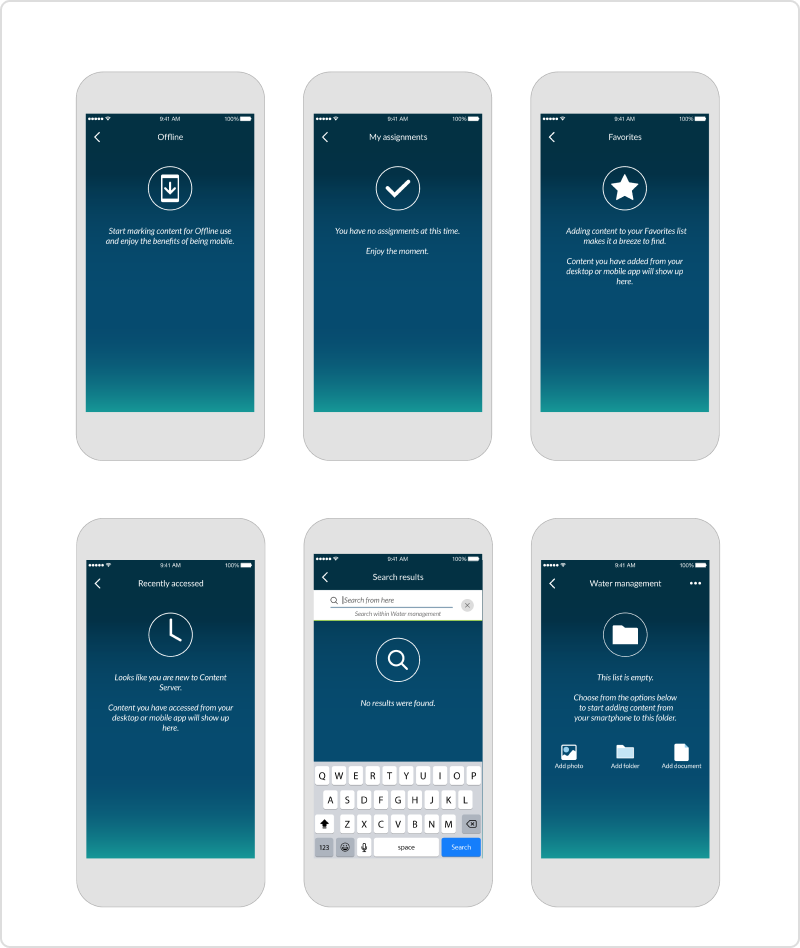 9:41 AM 100%
Offline
Start marking content for Offline use
and enjoy the benefits of being mobile.
9:41 AM 100%
My assignments
You have no assignments at this time.
Enjoy the moment.
9:41 AM 100%
Favorites
Adding content to your Favorites list
makes it a breeze to find.
Content you have added from your
desktop or mobile app will show up
here.
9:41 AM 100%
Recently accessed
Looks like you are new to Content
Server.
Content you have accessed from your
desktop or mobile app will show up
here.
9:41 AM 100%
Search results
Search from here
Search within Water management
No results were found.
Q W E R T Y U I O P
A S D F G H J K L
Z X C V B N M
123 space Search
9:41 AM 100%
Water management
This list is empty.
Choose from the options below
to start adding content from
your smartphone to this folder.
Add photo Add folder Add document